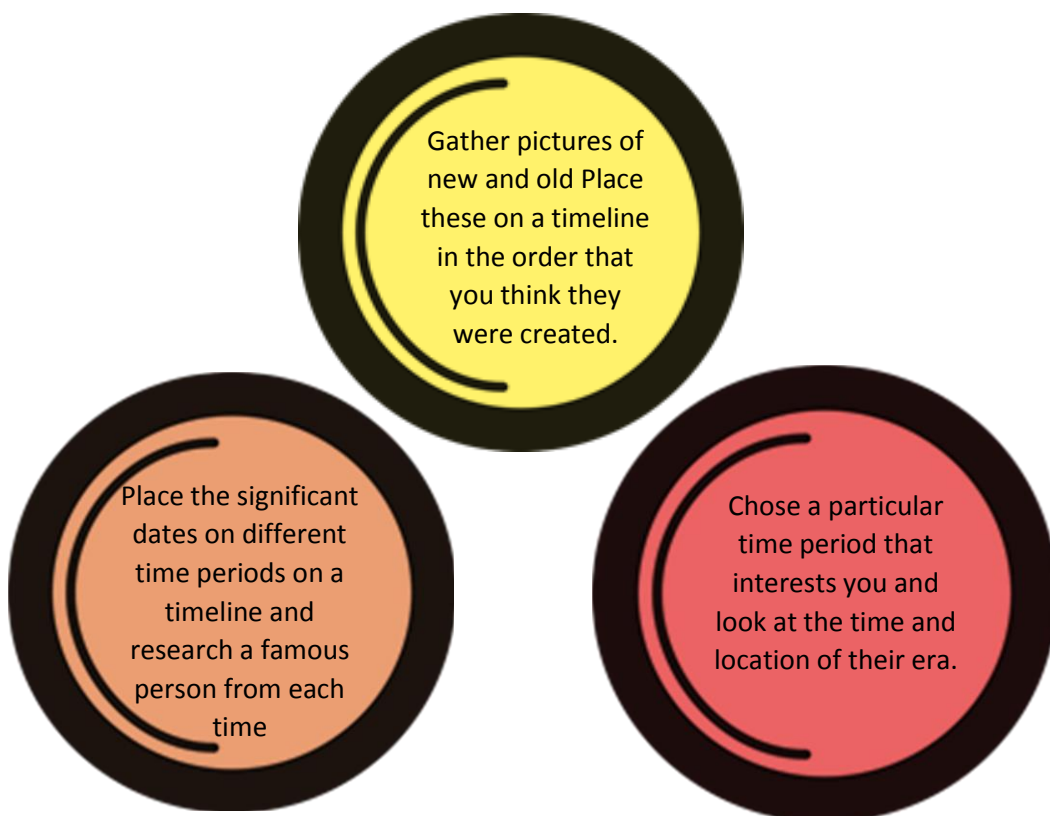 Gather pictures of
new and old Place
these on a timeline
in the order that
you think they
were created.
Place the significant
dates on different
time periods on a
timeline and
research a famous
person from each
time
Chose a particular
time period that
interests you and
look at the time and
location of their era.